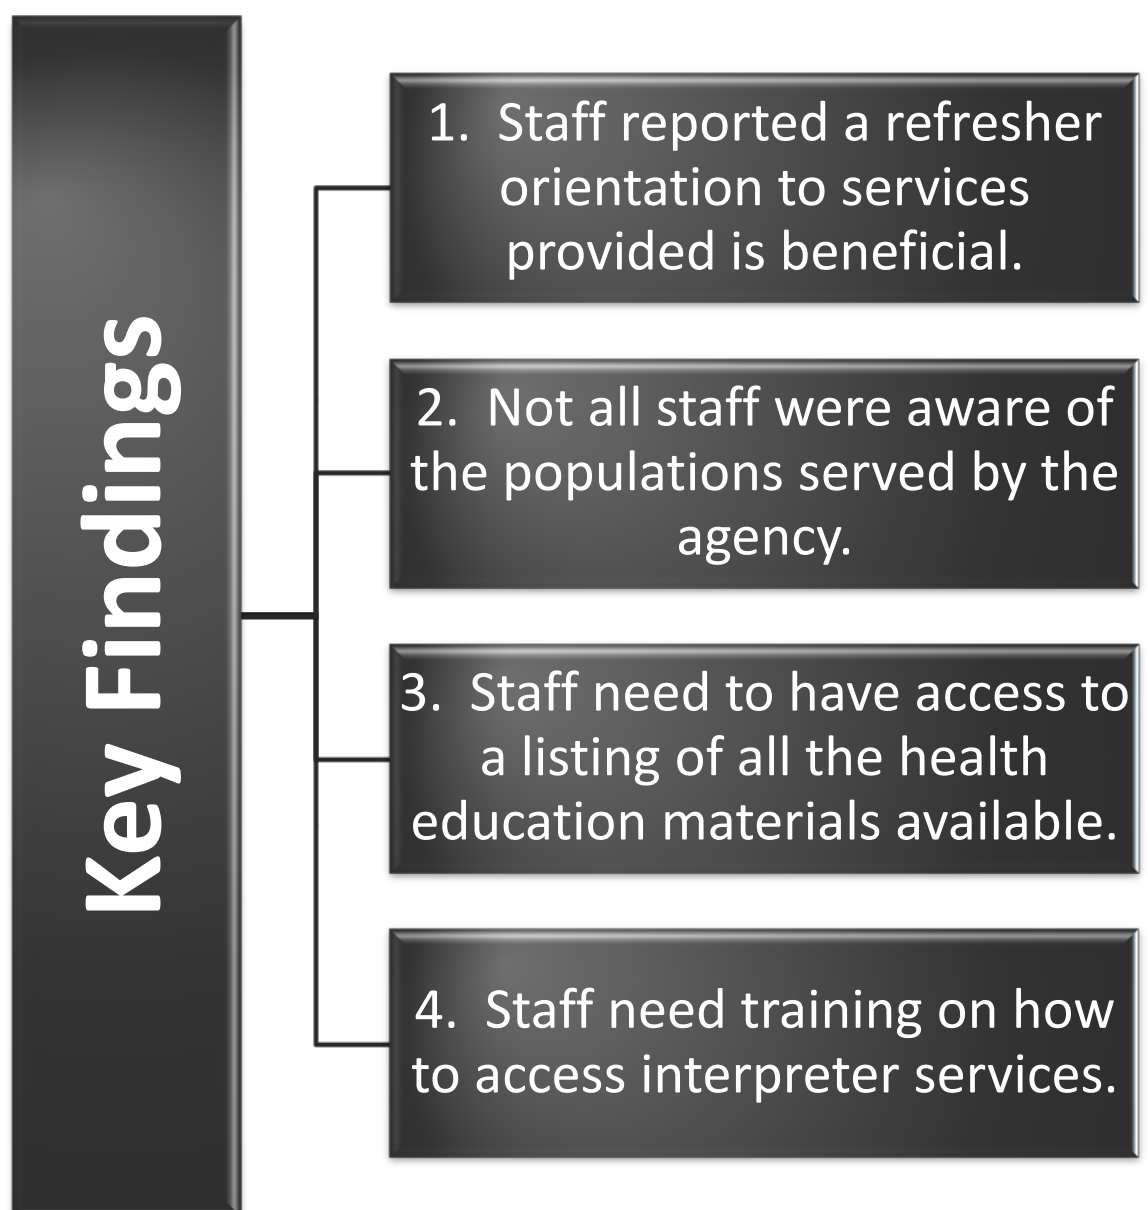 Key Findings
1. Staff reported a refresher
orientation to services
provided is beneficial.
2. Not all staff were aware of
the populations served by the
agency.
3. Staff need to have access to
a listing of all the health
education materials available.
4. Staff need training on how
to access interpreter services.